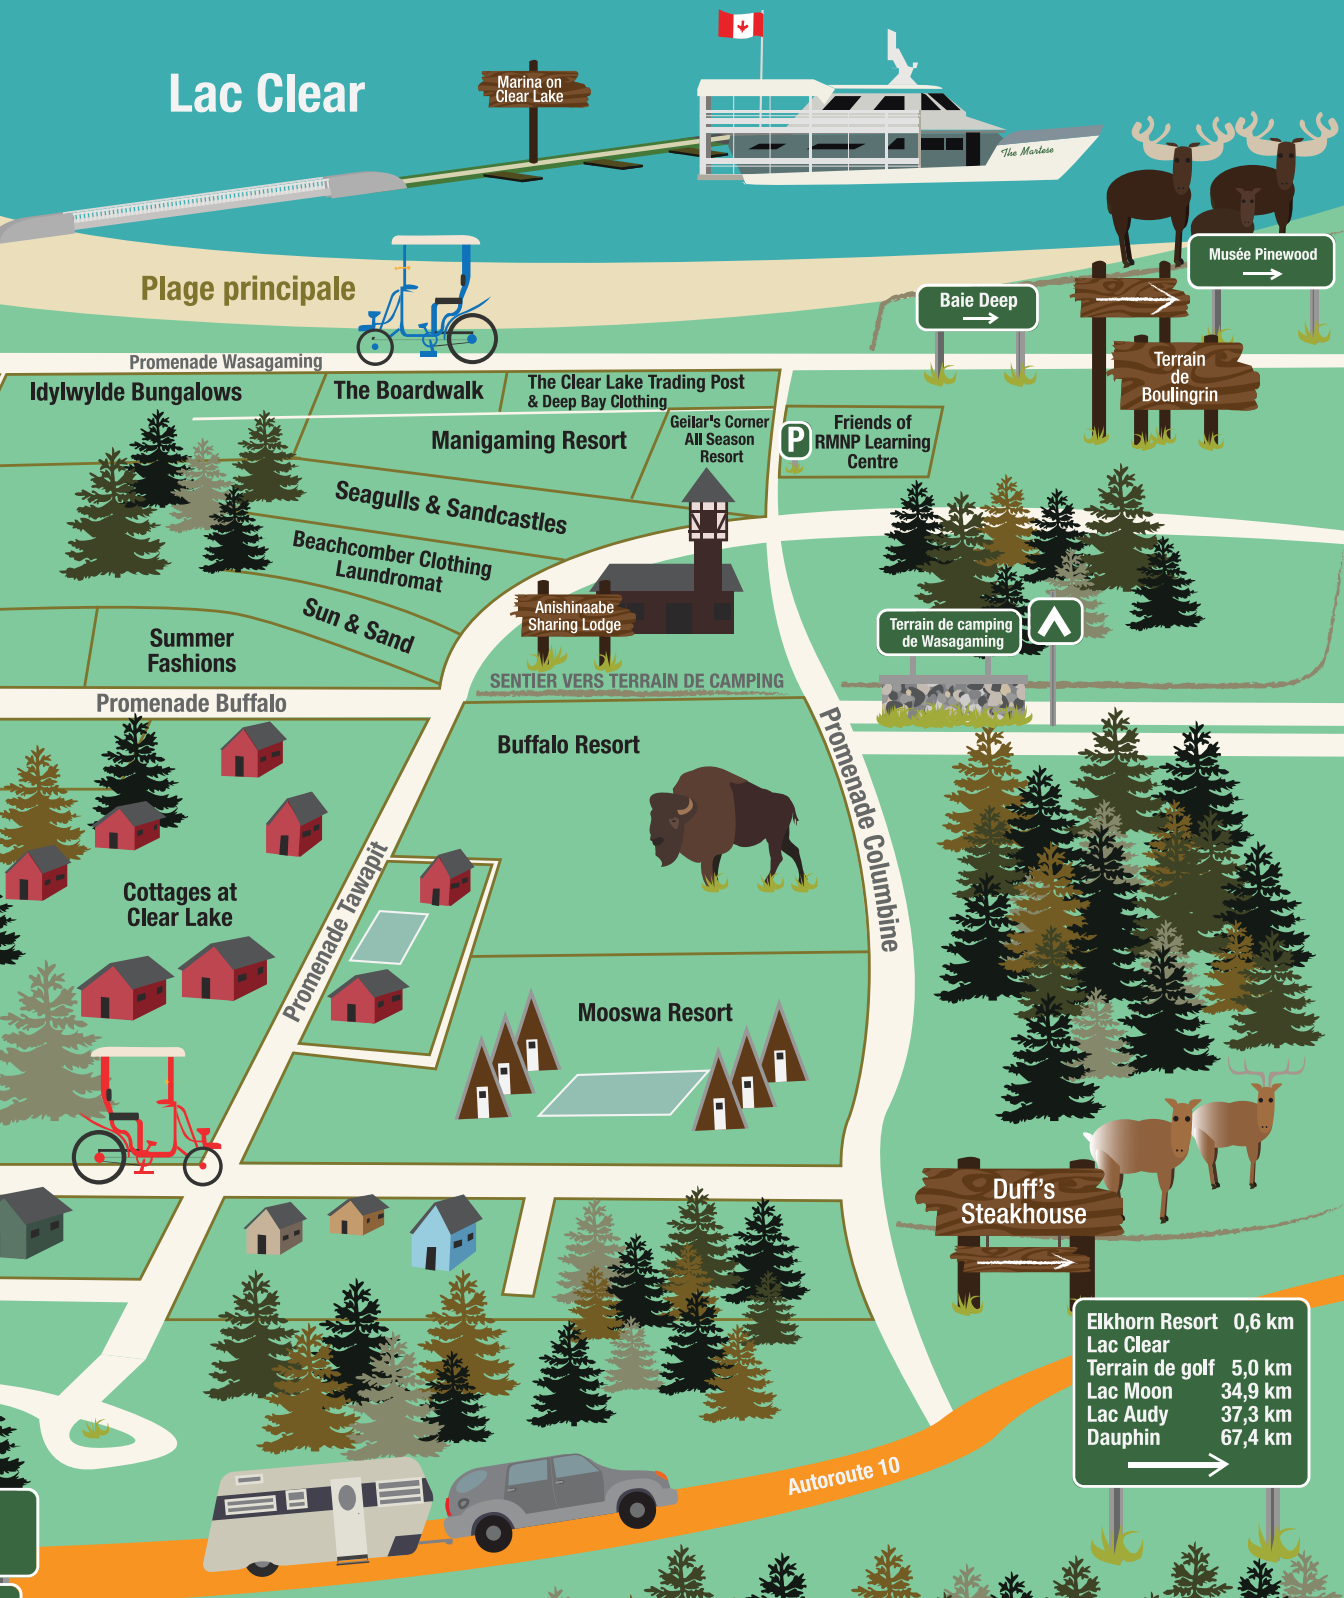 Lac Clear
Marina on
Clear Lake
The Martese
Plage principale
Musée Pinewood
Baie Deep
Terrain
de
Boulingrin
Promenade Wasagaming
Idylwylde Bungalows
The Boardwalk
The Clear Lake Trading Post
& Deep Bay Clothing
Manigaming Resort
Geilar's Corner
All Season
Resort
P
Friends of
RMNP Learning
Centre
Seagulls & Sandcastles
Beachcomber Clothing
Laundromat
Sun & Sand
Summer
Fashions
Anishinaabe
Sharing Lodge
Terrain de camping
de Wasagaming
SENTIER VERS TERRAIN DE CAMPING
Promenade Buffalo
Buffalo Resort
Promenade Columbine
Cottages at
Clear Lake
Promenade Tawapit
Mooswa Resort
Duff's
Steakhouse
Elkhorn Resort 0,6 km
Lac Clear
Terrain de golf 5,0 km
Lac Moon 34,9 km
Lac Audy 37,3 km
Dauphin 67,4 km
Autoroute 10